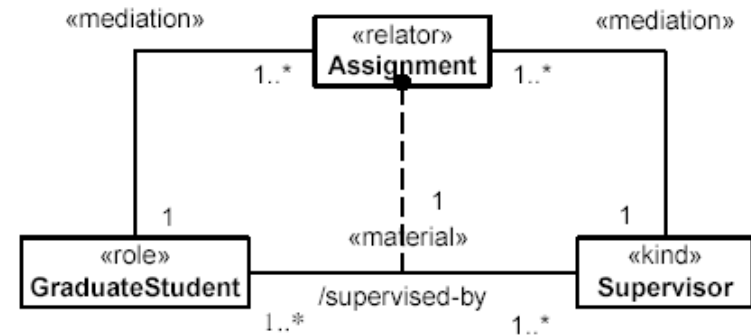 «mediation»
«relator»
Assignment
«mediation»
1..*
1..*
1
1
1
«material»
«role»
GraduateStudent
«kind»
Supervisor
/supervised-by
1..*
1..*